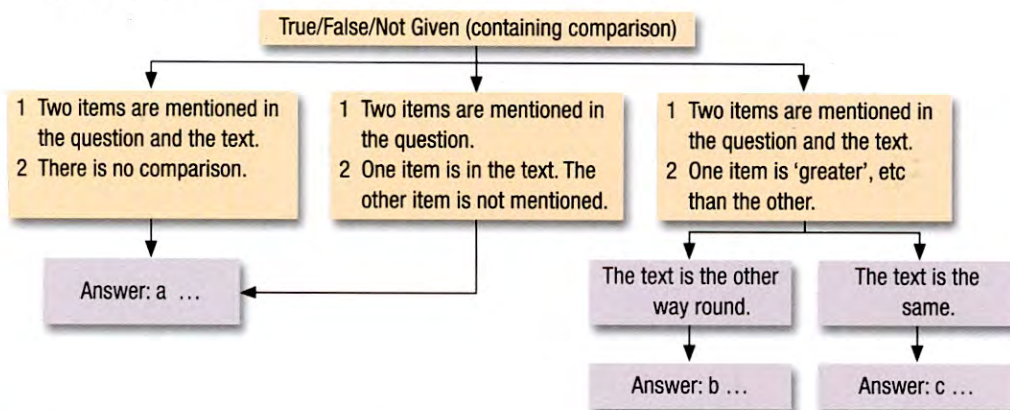 True/False/Not Given (containing comparison)
1 Two items are mentioned in
the question and the text.
2 There is no comparison.
1 Two items are mentioned in
the question.
2 One item is in the text. The
other item is not mentioned.
1 Two items are mentioned in
the question and the text.
2 One item is ‘greater’, etc
than the other.
Answer: a …
The text is the other
way round.
The text is the
same.
Answer: b …
Answer: c …